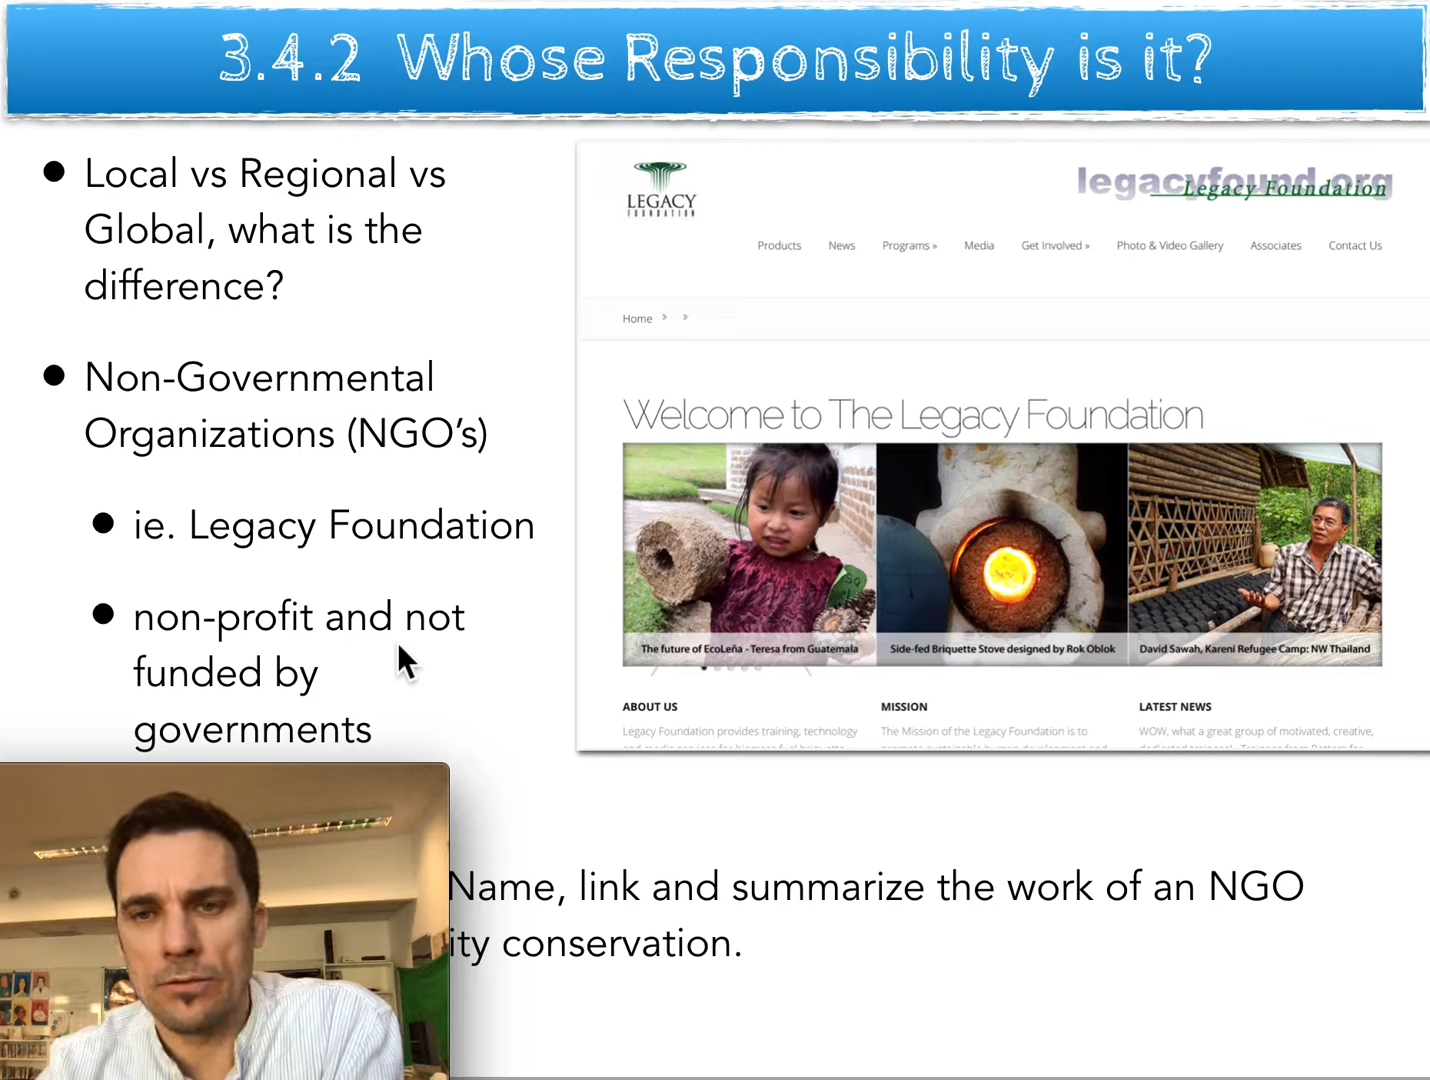 3.4.2 Whose Responsibility is it?
Local vs Regional vs
Global, what is the
difference?
Non-Governmental
Organizations (NGO’s)
ie. Legacy Foundation
non-profit and not
funded by
governments
LEGACY
FOUNDATION
legacyfound.org
Legacy Foundation
Products News Programs » Media Get Involved » Photo & Video Gallery Associates Contact Us
Home
Welcome to The Legacy Foundation
The future of EcoLeña - Teresa from Guatemala
Side-fed Briquette Stove designed by Rok Oblok
David Sawah, Kareni Refugee Camp: NW Thailand
ABOUT US
Legacy Foundation provides training, technology
MISSION
The Mission of the Legacy Foundation is to
LATEST NEWS
WOW, what a great group of motivated, creative,
Name, link and summarize the work of an NGO
ity conservation.